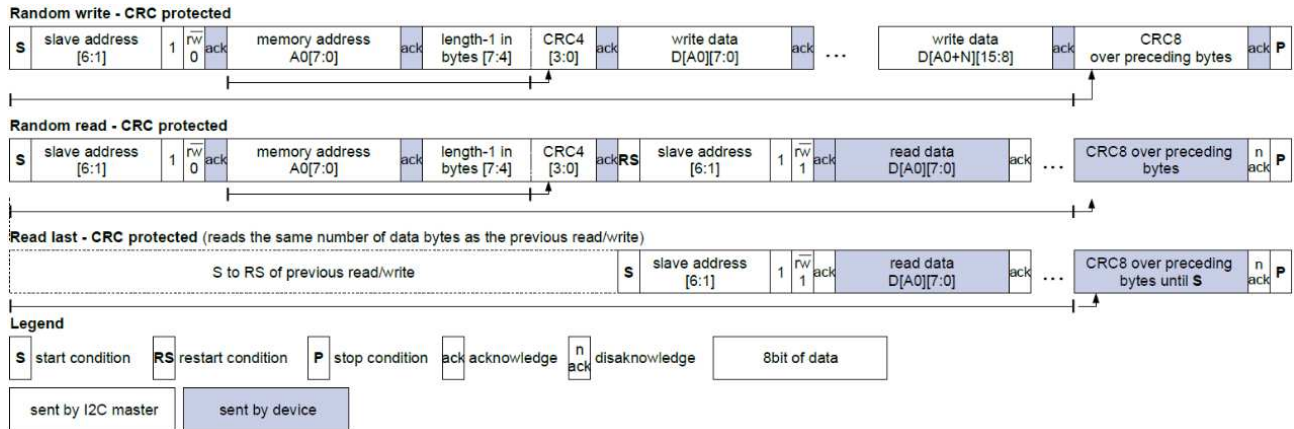 Random write - CRC protected
S slave address [6:1] 1 rw 0 ack memory address A0[7:0] ack length-1 in bytes [7:4] CRC4 [3:0] ack write data D[A0][7:0] ack ... write data D[A0+N][15:8] ack CRC8 over preceding bytes ack P
Random read - CRC protected
S slave address [6:1] 1 rw 0 ack memory address A0[7:0] ack length-1 in bytes [7:4] CRC4 [3:0] ack RS slave address [6:1] 1 rw 1 ack read data D[A0][7:0] ack ... CRC8 over preceding bytes n ack P
Read last - CRC protected (reads the same number of data bytes as the previous read/write)
S to RS of previous read/write S slave address [6:1] 1 rw 1 ack read data D[A0][7:0] ack ... CRC8 over preceding bytes until S n ack P
Legend
S start condition RS restart condition P stop condition ack acknowledge n ack disaknowledge 8bit of data
sent by I2C master sent by device